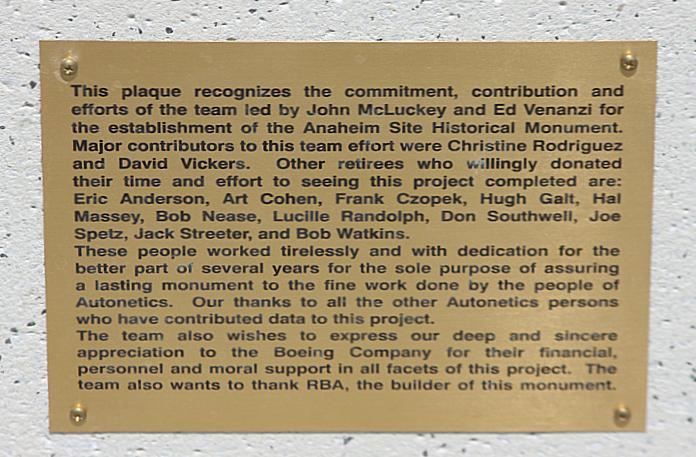 This plaque recognizes the commitment, contribution and
efforts of the team led by John McLuckey and Ed Venanzi for
the establishment of the Anaheim Site Historical Monument.
Major contributors to this team effort were Christine Rodriguez
and David Vickers. Other retirees who willingly donated
their time and effort to seeing this project completed are:
Eric Anderson, Art Cohen, Frank Czopek, Hugh Galt, Hal
Massey, Bob Nease, Lucille Randolph, Don Southwell, Joe
Spetz, Jack Streeter, and Bob Watkins.
These people worked tirelessly and with dedication for the
better part of several years for the sole purpose of assuring
a lasting monument to the fine work done by the people of
Autonetics. Our thanks to all the other Autonetics persons
who have contributed data to this project.
The team also wishes to express our deep and sincere
appreciation to the Boeing Company for their financial,
personnel and moral support in all facets of this project. The
team also wants to thank RBA, the builder of this monument.